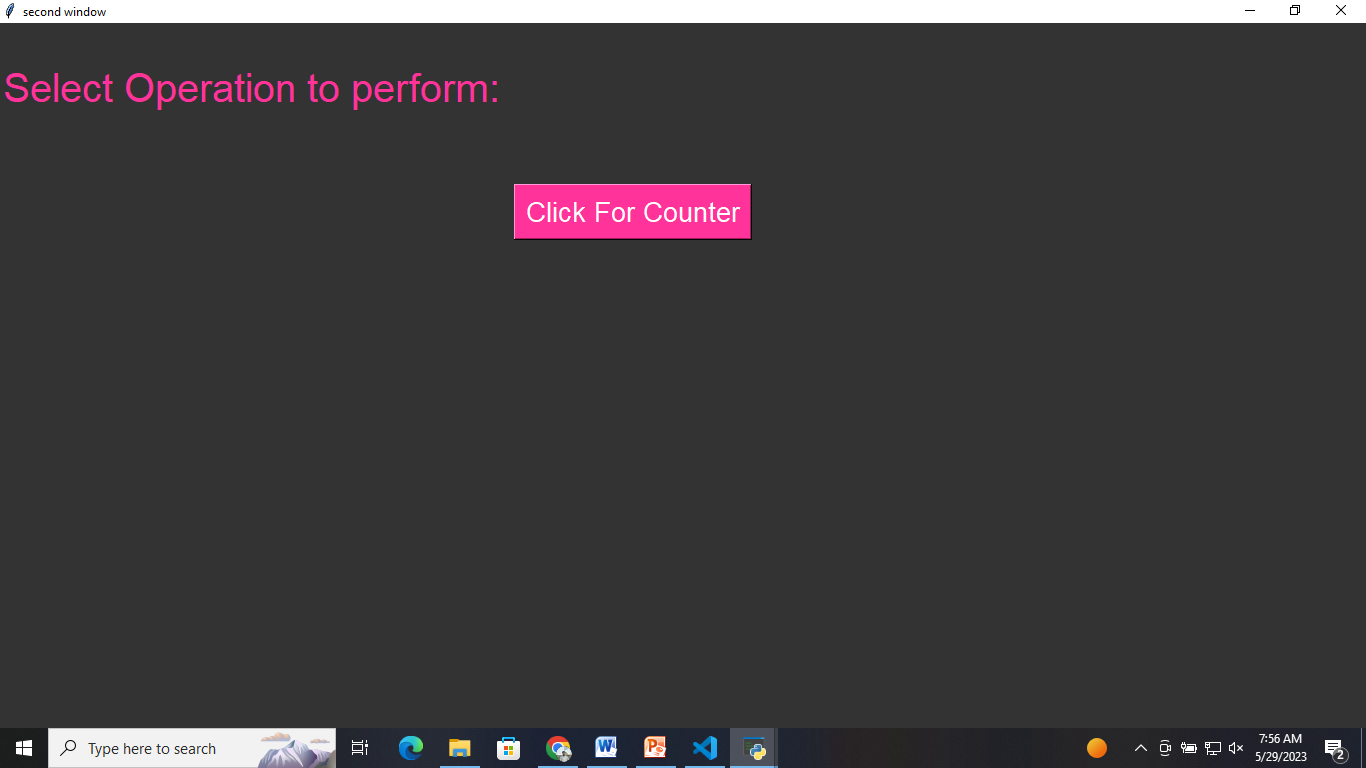 second window
Select Operation to perform:
Click For Counter
Type here to search
7:56 AM
5/29/2023
2